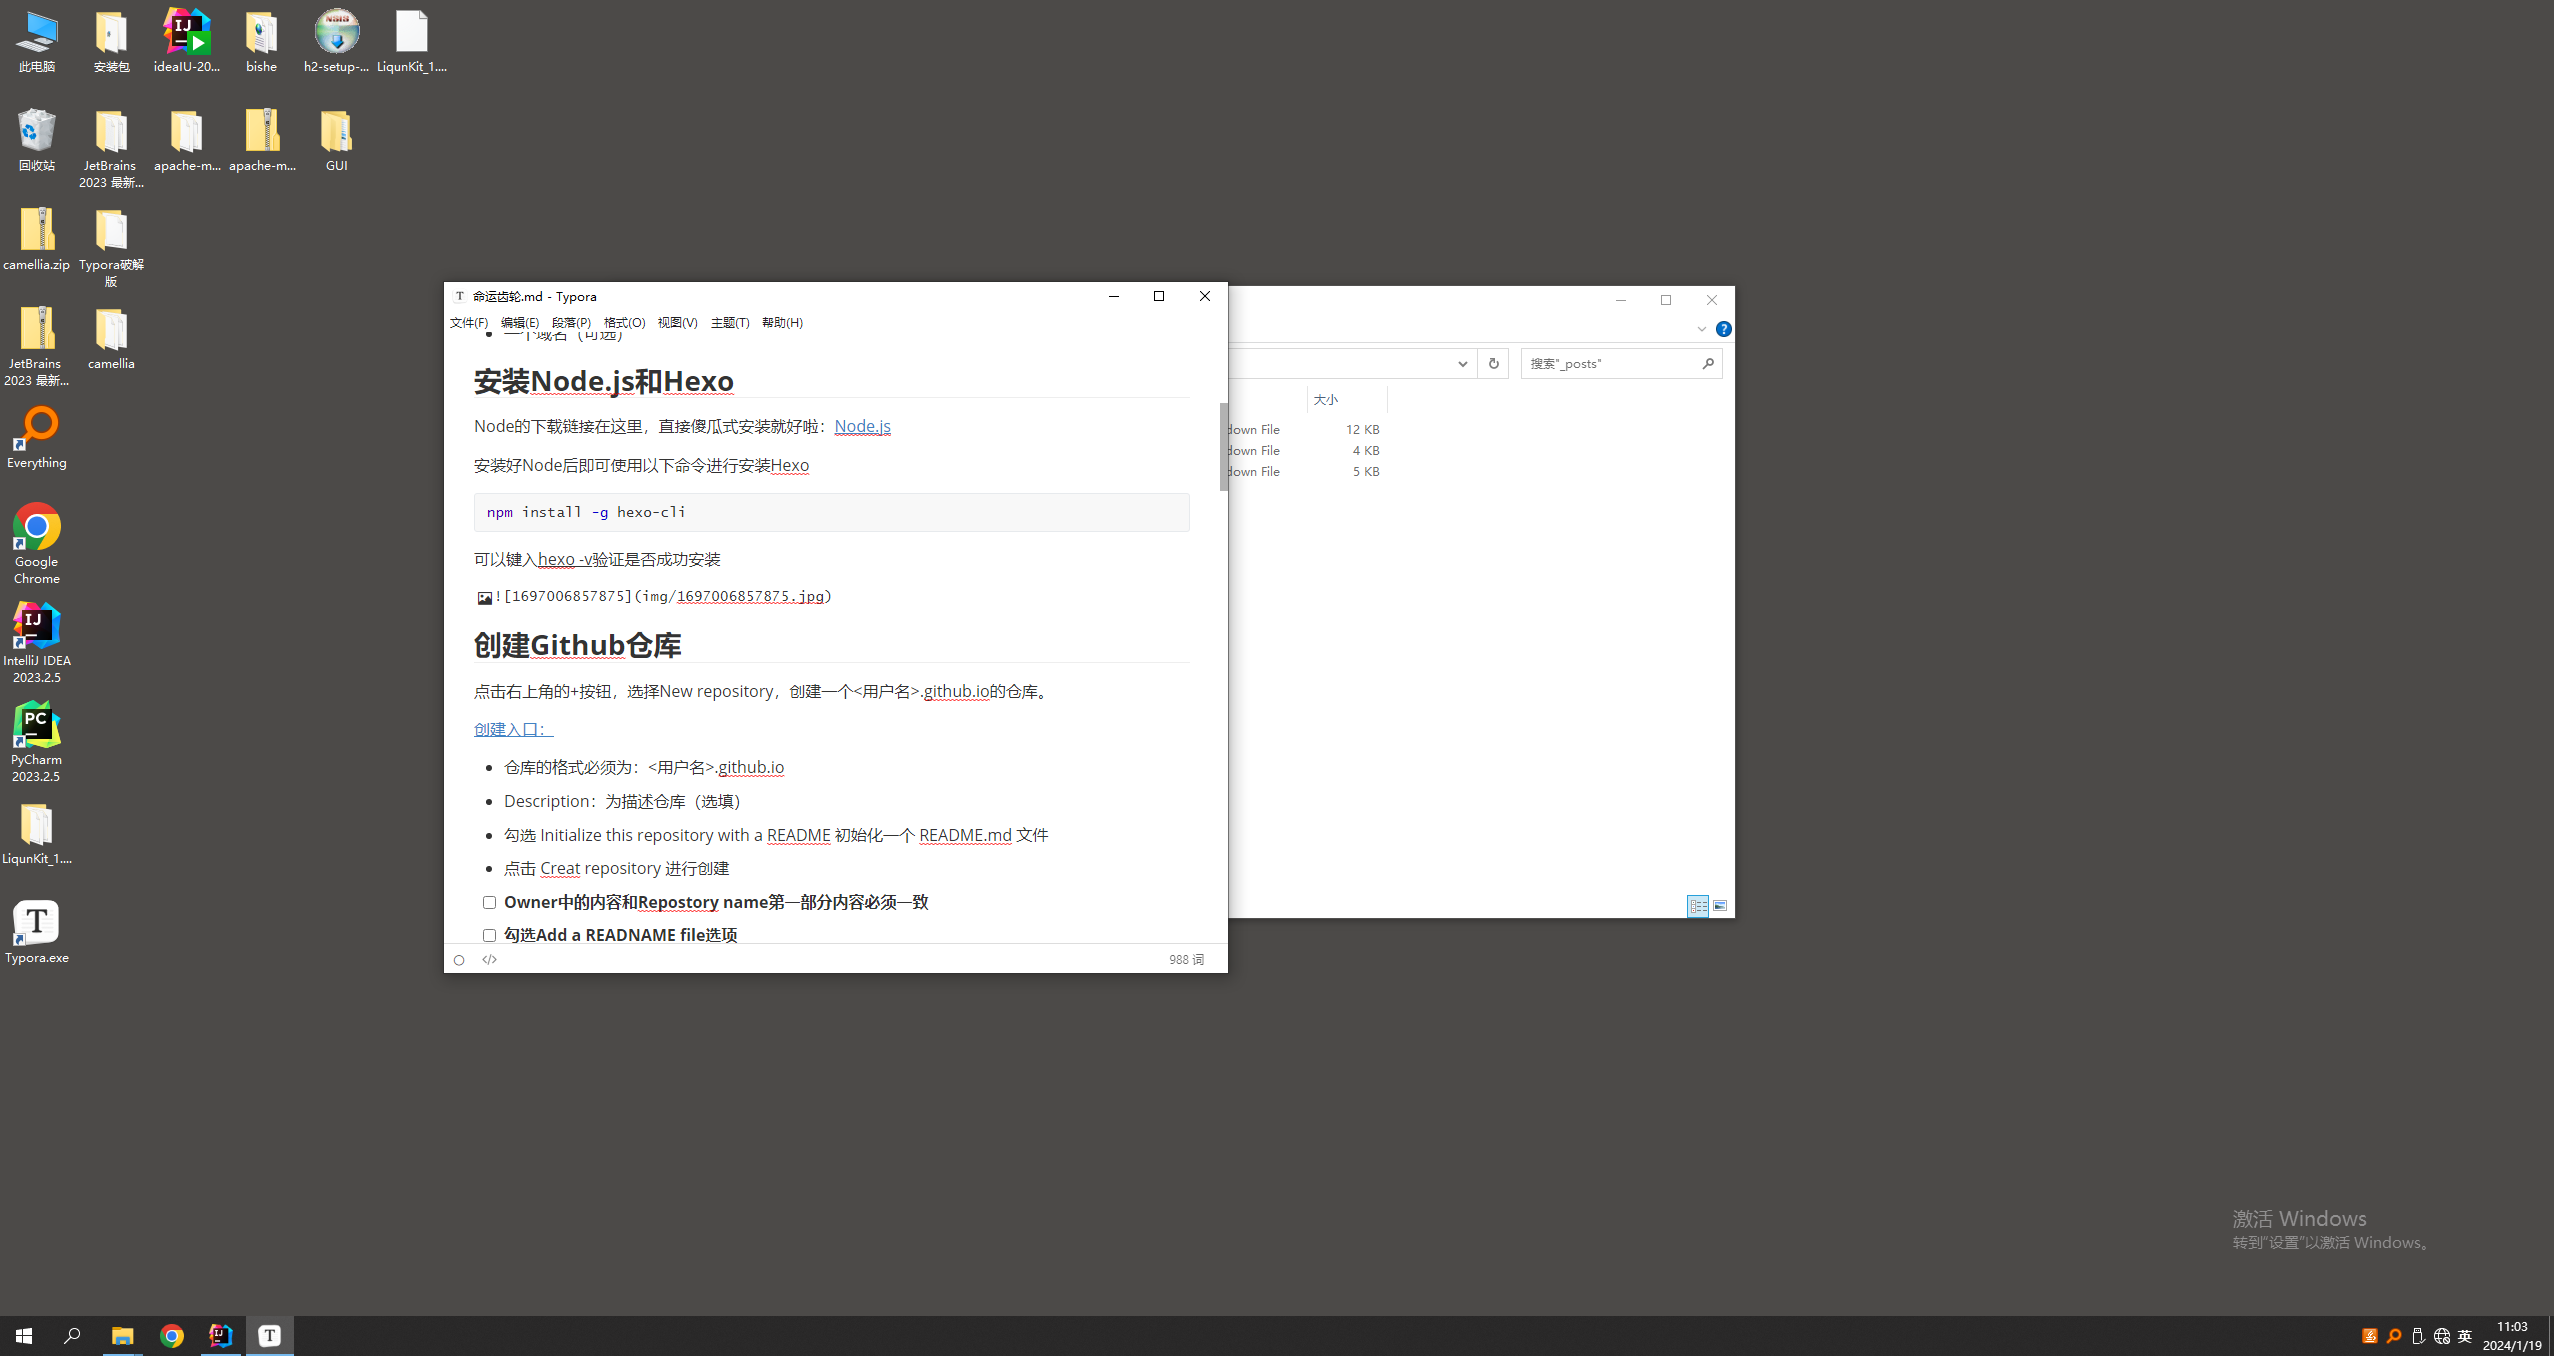 此电脑
安装包
ideaIU-20...
bishe
h2-setup-...
LiqunKit_1....
回收站
JetBrains
2023 最新...
apache-m...
apache-m...
GUI
camellia.zip
Typora破解
版
JetBrains
2023 最新...
camellia
Everything
Google
Chrome
IntelliJ IDEA
2023.2.5
PyCharm
2023.2.5
LiqunKit_1....
Typora.exe
命运齿轮.md - Typora
文件(F) 编辑(E) 段落(P) 格式(O) 视图(V) 主题(T) 帮助(H)
一个域名（可选）
安装Node.js和Hexo
Node的下载链接在这里，直接傻瓜式安装就好啦：Node.js
安装好Node后即可使用以下命令进行安装Hexo
npm install -g hexo-cli
可以键入hexo -v验证是否成功安装
![1697006857875](img/1697006857875.jpg)
创建Github仓库
点击右上角的+按钮，选择New repository，创建一个<用户名>.github.io的仓库。
创建入口：
仓库的格式必须为：<用户名>.github.io
Description：为描述仓库（选填）
勾选 Initialize this repository with a README 初始化一个 README.md 文件
点击 Creat repository 进行创建
Owner中的内容和Repostory name第一部分内容必须一致
勾选Add a READNAME file选项
</>
988 词
搜索"_posts"
大小
down File 12 KB
down File 4 KB
down File 5 KB
激活 Windows
转到"设置"以激活 Windows。
英
11:03
2024/1/19